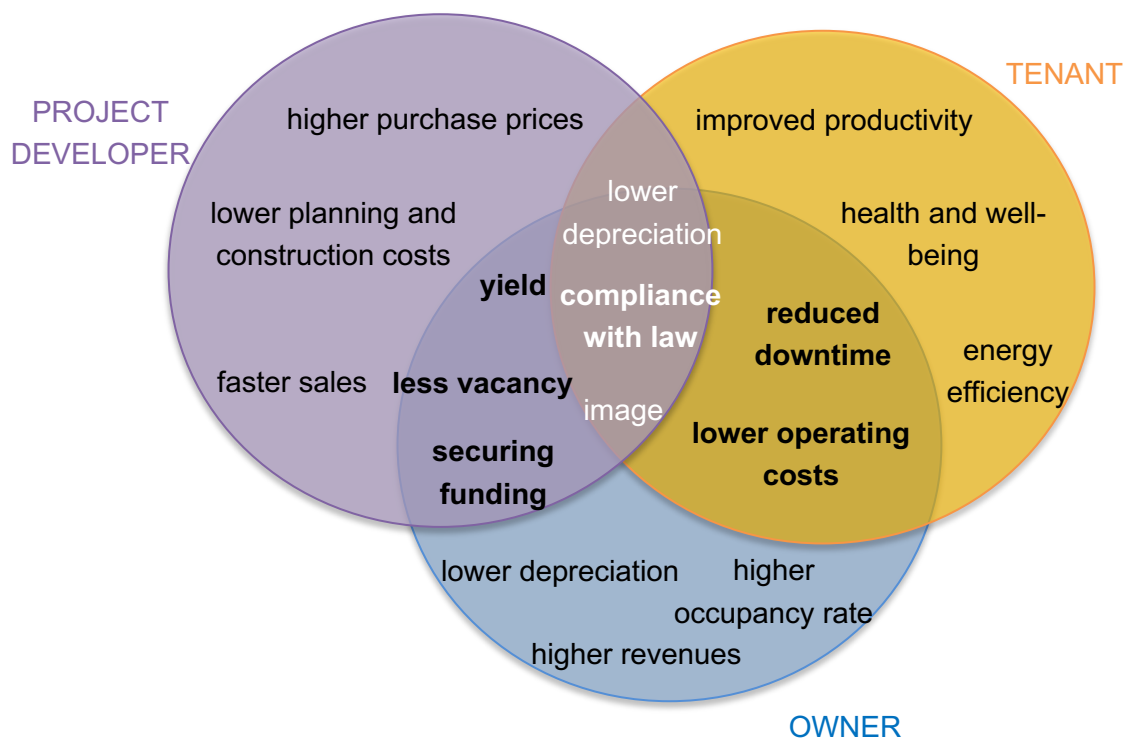 PROJECT
DEVELOPER
TENANT
higher purchase prices
improved productivity
lower planning and
construction costs
lower
depreciation
health and well-
being
yield
compliance
with law
reduced
downtime
energy
efficiency
faster sales
less vacancy
image
securing
funding
lower operating
costs
lower depreciation
higher
occupancy rate
higher revenues
OWNER